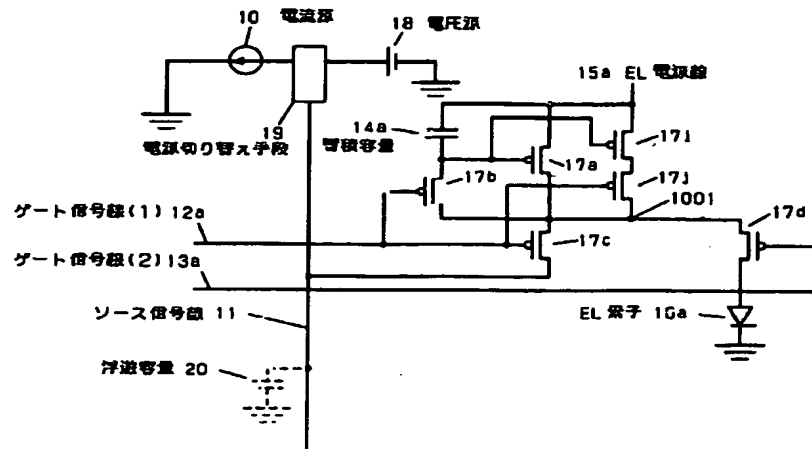 10 電流源
18 電圧源
15a EL 電源線
19
電源切り替え手段
14a
蓄積容量
17i
17a
17b
17j
1001
17d
ゲート信号線(1) 12a
17c
ゲート信号線(2) 13a
ソース信号線 11
EL 素子 16a
浮遊容量 20